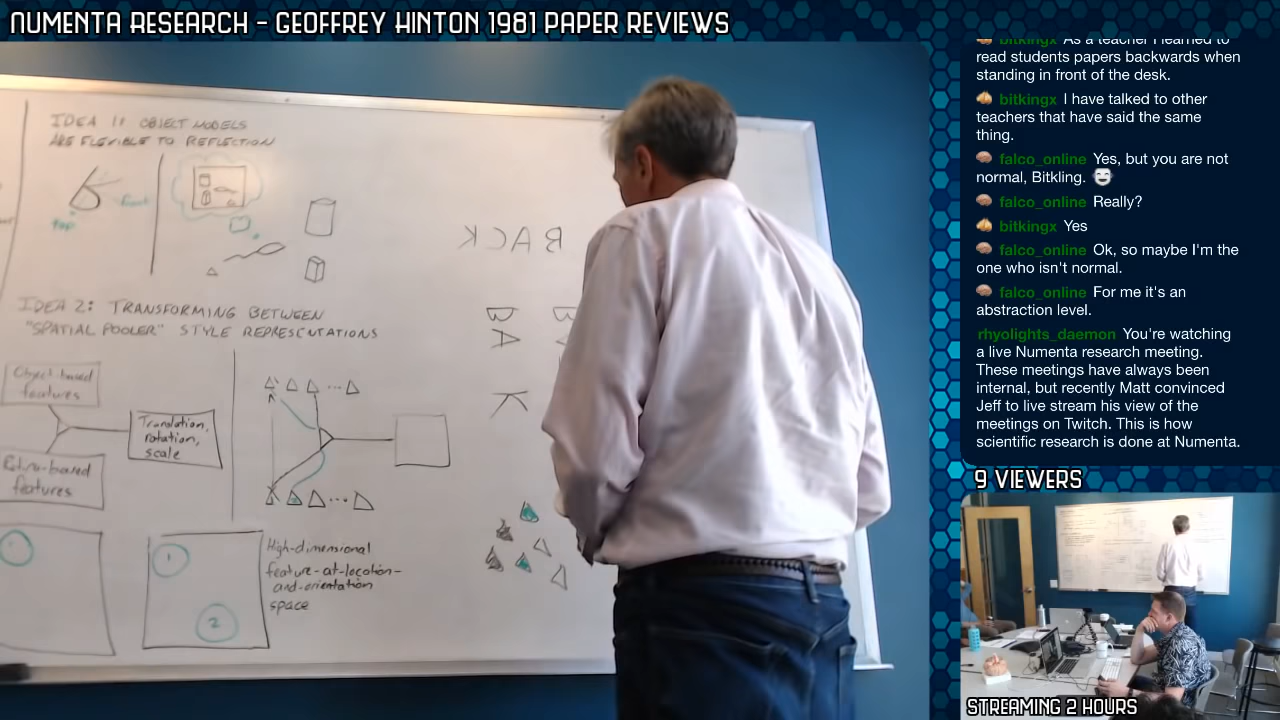 NUMENTA RESEARCH - GEOFFREY HINTON 1981 PAPER REVIEWS
IDEA 1: OBJECT MODELS
ARE FLEXIBLE TO REFLECTION
top
front
BACK
B
A
K
IDEA 2: TRANSFORMING BETWEEN
"SPATIAL POOLER" STYLE REPRESENTATIONS
Object based
features
Translation,
rotation,
scale
Retina-based
features
1
2
High-dimensional
feature-at-location-
and-orientation
space
bitkingx As a teacher I learned to
read students papers backwards when
standing in front of the desk.
bitkingx I have talked to other
teachers that have said the same
thing.
falco_online Yes, but you are not
normal, Bitkling.
falco_online Really?
bitkingx Yes
falco_online Ok, so maybe I'm the
one who isn't normal.
falco_online For me it's an
abstraction level.
rhyolights_daemon You're watching
a live Numenta research meeting.
These meetings have always been
internal, but recently Matt convinced
Jeff to live stream his view of the
meetings on Twitch. This is how
scientific research is done at Numenta.
9 VIEWERS
STREAMING 2 HOURS